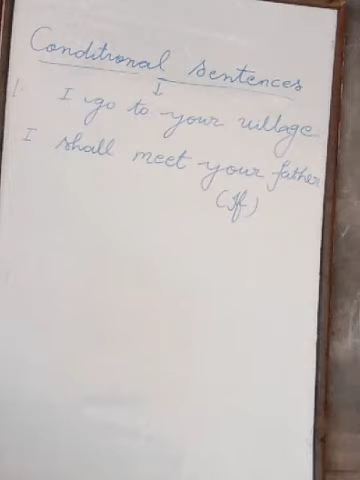 Conditional Sentences
↓
1. I go to your village.
I shall meet your father
(If)